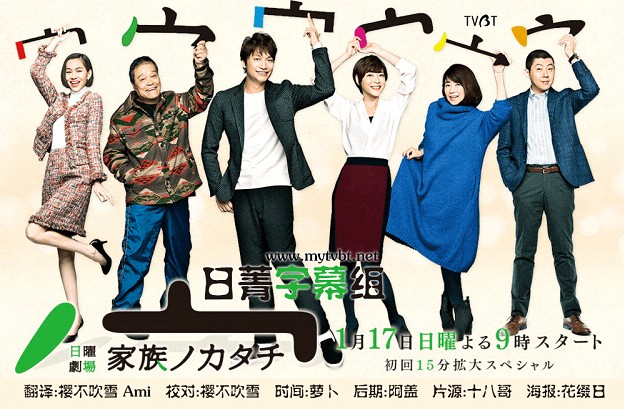 TVBT
www.mytvbt.net
日菁字幕组
日曜劇場
家族ノカタチ
1月17日日曜よる9時スタート
初回15分拡大スペシャル
翻译:樱不吹雪 Ami 校对:樱不吹雪 时间:萝卜 后期:阿盖 片源:十八哥 海报:花缀日